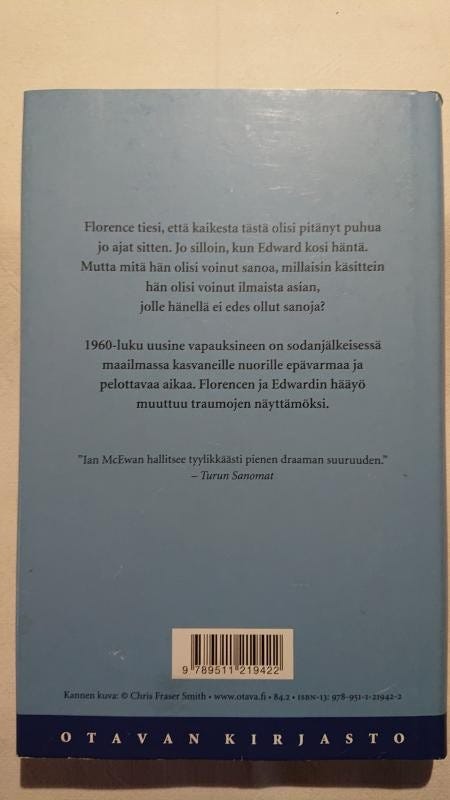 Florence tiesi, että kaikesta tästä olisi pitänyt puhua
jo ajat sitten. Jo silloin, kun Edward kosi häntä.
Mutta mitä hän olisi voinut sanoa, millaisin käsittein
hän olisi voinut ilmaista asian,
jolle hänellä ei edes ollut sanoja?
1960-luku uusine vapauksineen on sodanjälkeisessä
maailmassa kasvaneille nuorille epävarmaa ja
pelottavaa aikaa. Florencen ja Edwardin hääyö
muuttuu traumojen näyttämöksi.
"Ian McEwan hallitsee tyylikkäästi pienen draaman suuruuden."
– Turun Sanomat
9 789511 219422
Kannen kuva: © Chris Fraser Smith • www.otava.fi • 84.2 • ISBN-13: 978-951-1-21942-2
OTAVAN KIRJASTO